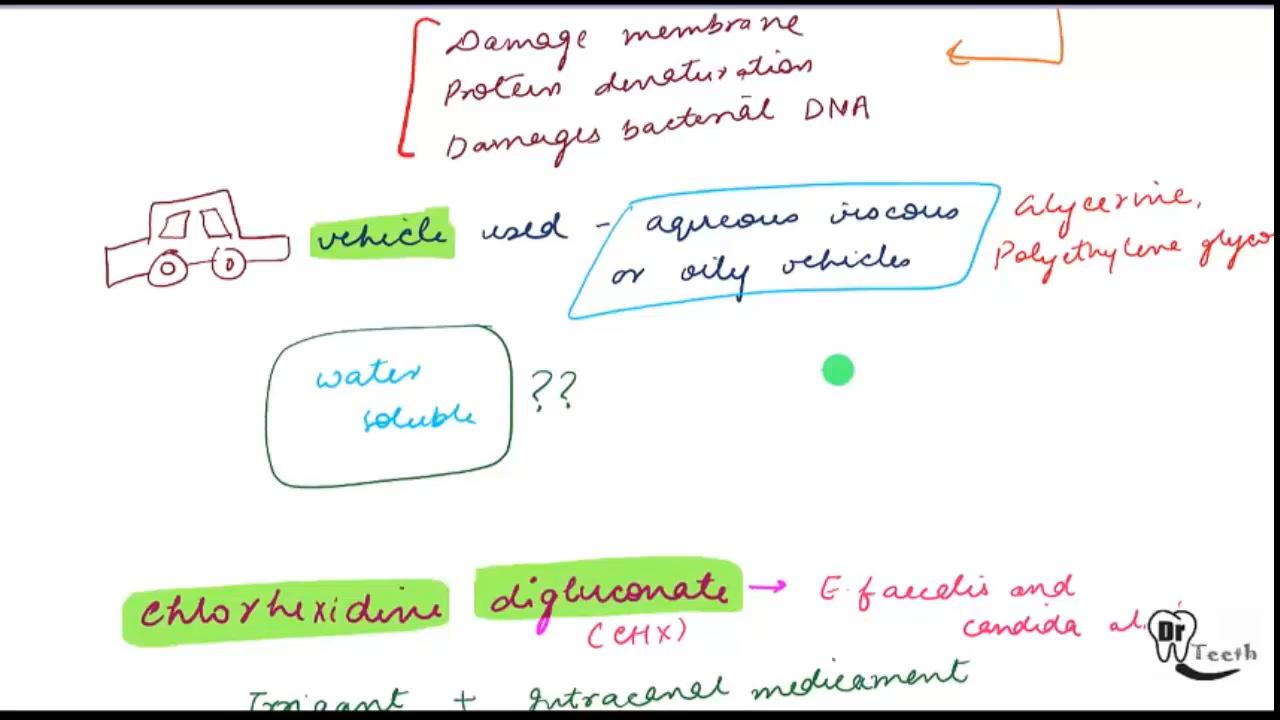 Damage membrane
Protein denaturation
Damages bacterial DNA
vehicle used - aqueous viscous
or oily vehicles
Glycerine,
Polyethylene glyco
water
soluble
??
chlorhexidine digluconate → E. faecalis and
(CHX)
candida al
Irrigant + Intracanal medicament
Dr
Teeth